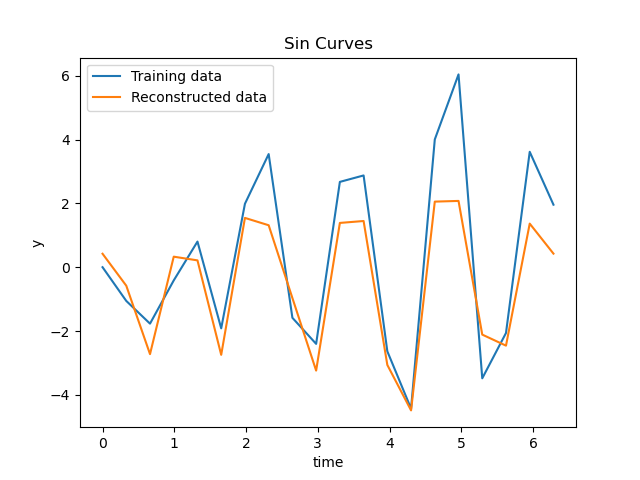 Sin Curves
Training data
Reconstructed data
6
4
2
0
−2
−4
y
0 1 2 3 4 5 6
time